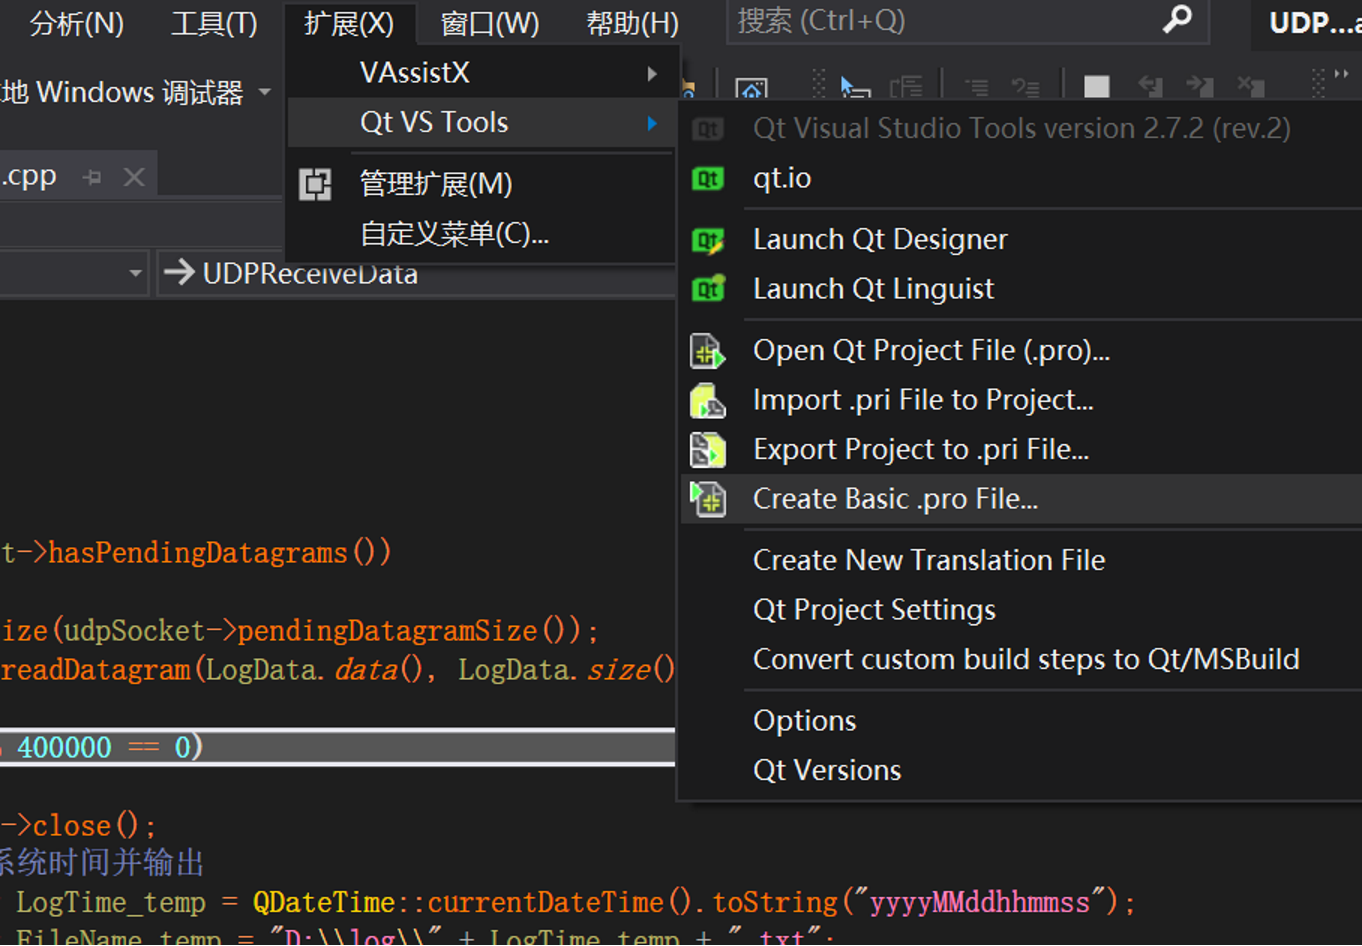 分析(N) 工具(T) 扩展(X) 窗口(W) 帮助(H) 搜索 (Ctrl+Q) UDP...
地 Windows 调试器
VAssistX
Qt VS Tools
管理扩展(M)
自定义菜单(C)...
.cpp
UDPReceiveData
Qt Visual Studio Tools version 2.7.2 (rev.2)
qt.io
Launch Qt Designer
Launch Qt Linguist
Open Qt Project File (.pro)...
Import .pri File to Project...
Export Project to .pri File...
Create Basic .pro File...
Create New Translation File
Qt Project Settings
Convert custom build steps to Qt/MSBuild
Options
Qt Versions
t->hasPendingDatagrams())
ize(udpSocket->pendingDatagramSize());
readDatagram(LogData.data(), LogData.size()
400000 == 0)
->close();
系统时间并输出
LogTime_temp = QDateTime::currentDateTime().toString("yyyyMMddhhmmss");
FileName_temp = "D:\\log\\" + LogTime_temp + ".txt";